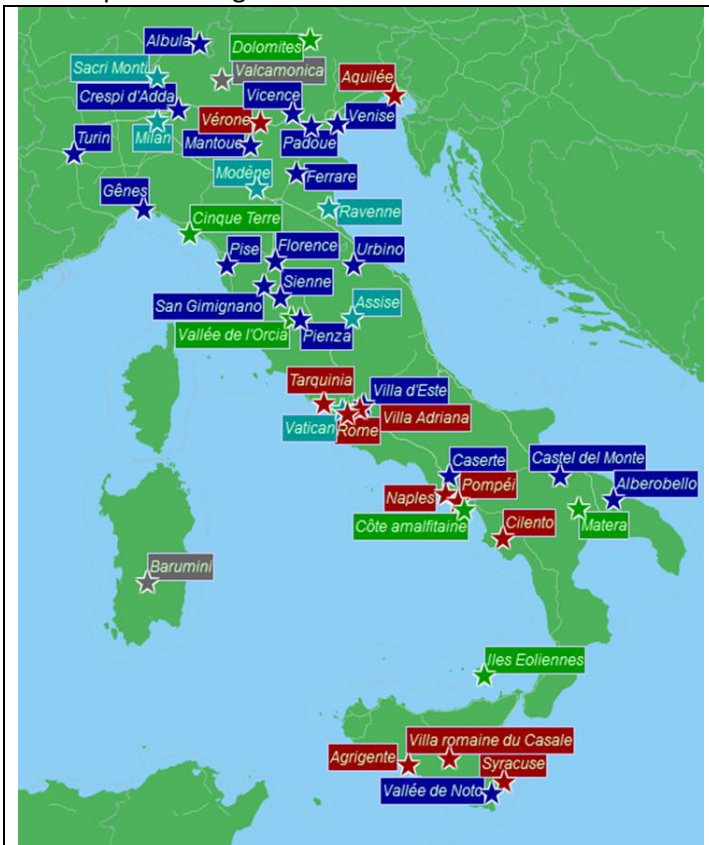 Albula
Dolomites
Sacri Monti
Valcamonica
Aquilée
Crespi d'Adda
Vicence
Vérone
Venise
Turin
Milan
Mantoue
Padoue
Modène
Ferrare
Gênes
Ravenne
Cinque Terre
Pise
Florence
Urbino
Sienne
San Gimignano
Assise
Vallée de l'Orcia
Pienza
Tarquinia
Villa d'Este
Vatican
Rome
Villa Adriana
Caserte
Castel del Monte
Naples
Pompéi
Alberobello
Côte amalfitaine
Cilento
Matera
Barumini
Iles Eoliennes
Villa romaine du Casale
Agrigente
Syracuse
Vallée de Noto